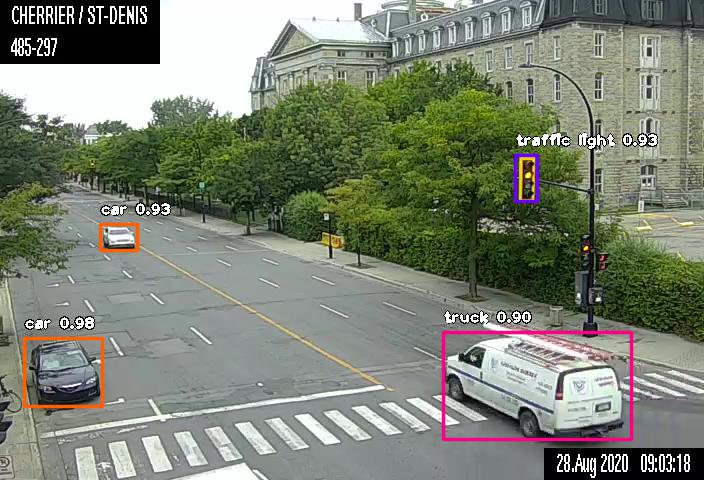 CHERRIER / ST-DENIS
485-297
traffic light 0.93
car 0.93
truck 0.90
car 0.98
28.Aug 2020 09:03:18